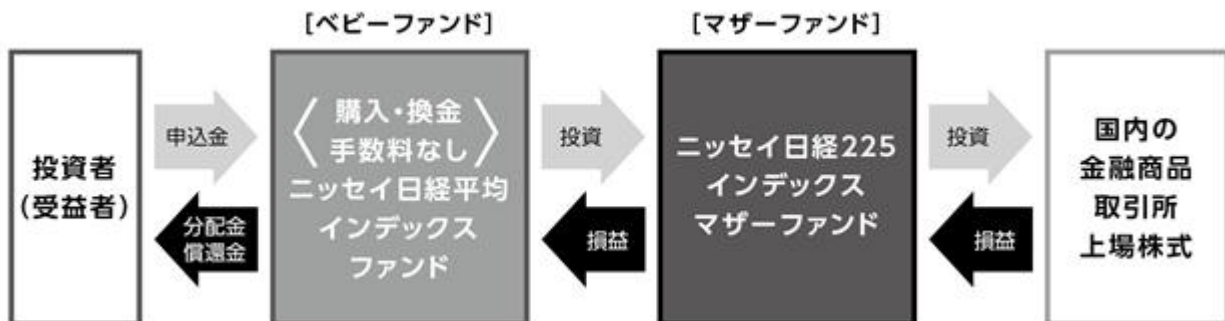 [ベビーファンド]
[マザーファンド]
投資者
(受益者)
申込金
分配金
償還金
〈購入・換金
手数料なし〉
ニッセイ日経平均
インデックス
ファンド
投資
損益
ニッセイ日経225
インデックス
マザーファンド
投資
損益
国内の
金融商品
取引所
上場株式